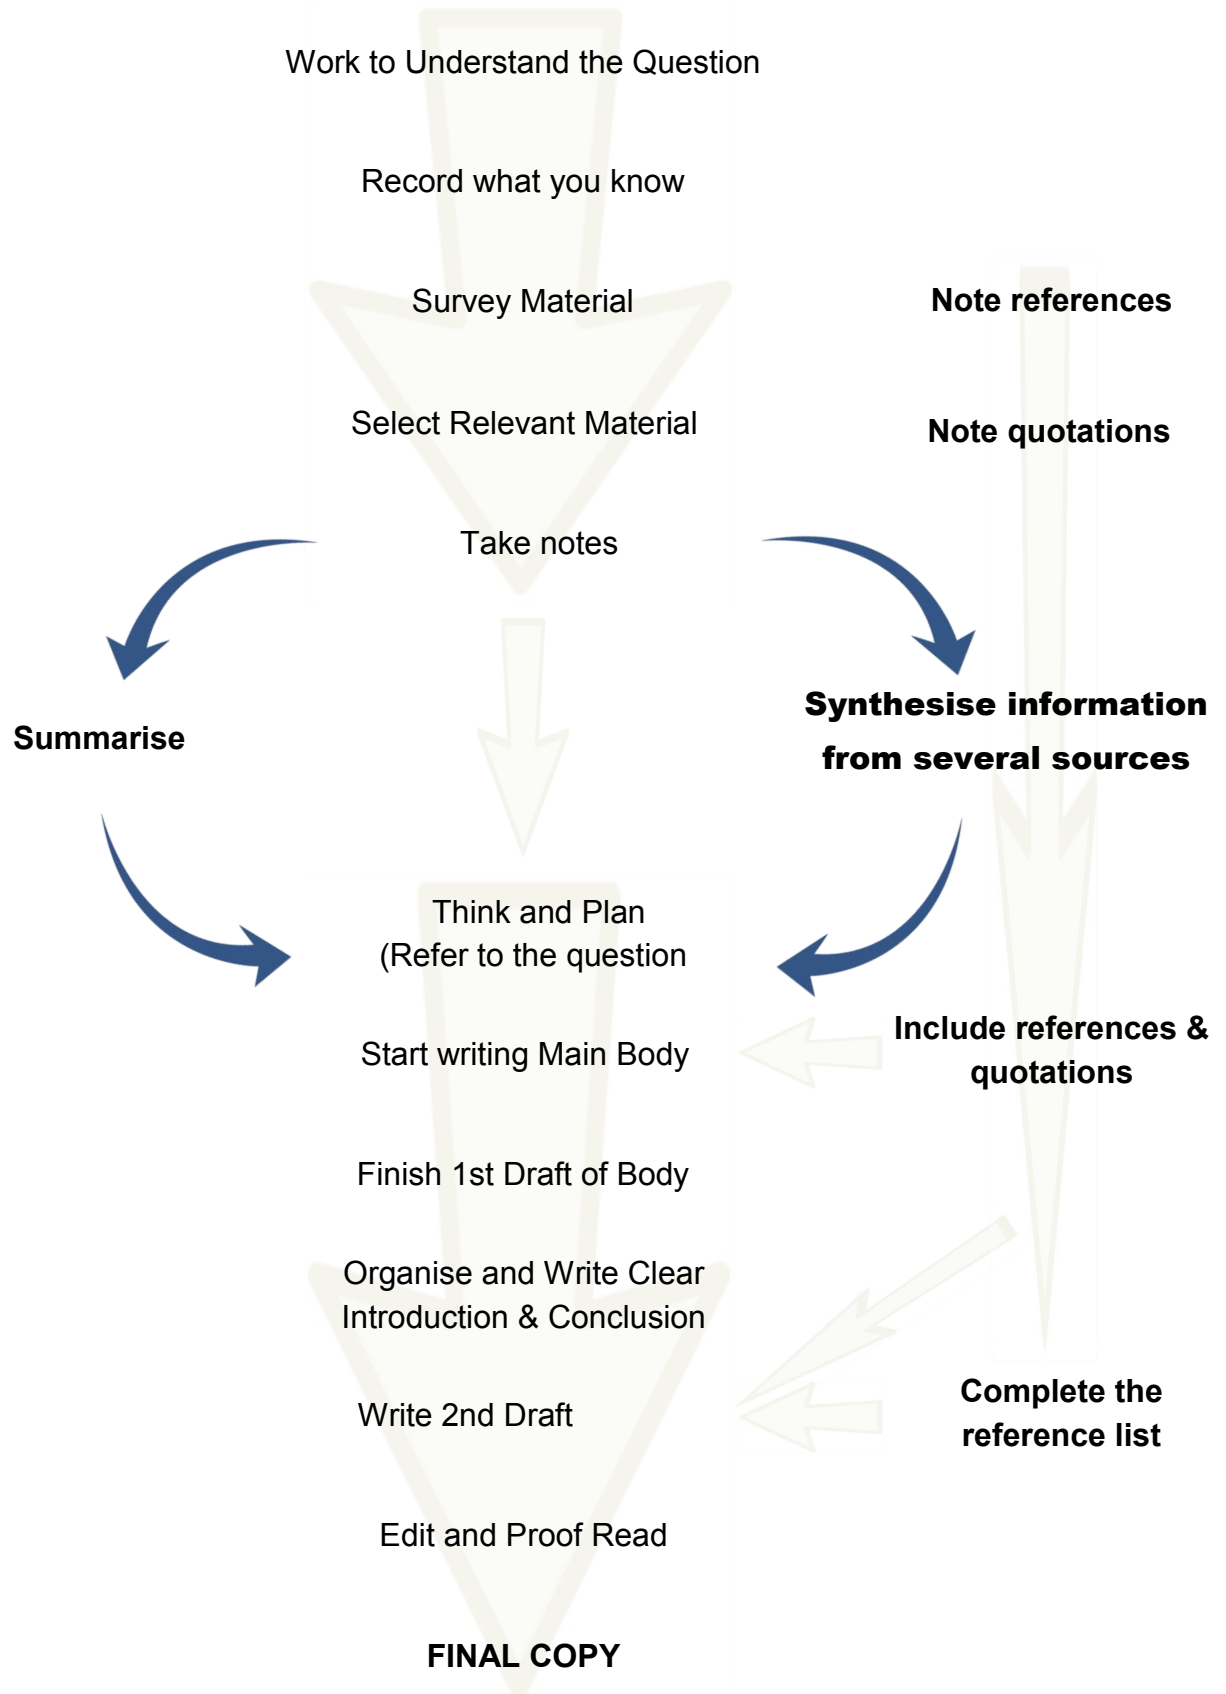 Work to Understand the Question
Record what you know
Survey Material
Note references
Select Relevant Material
Note quotations
Take notes
Summarise
Synthesise information
from several sources
Think and Plan
(Refer to the question
Start writing Main Body
Include references &
quotations
Finish 1st Draft of Body
Organise and Write Clear
Introduction & Conclusion
Write 2nd Draft
Complete the
reference list
Edit and Proof Read
FINAL COPY